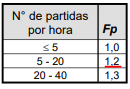 N° de partidas
por hora
Fp
≤ 5
1,0
5 - 20
1,2
20 - 40
1,3